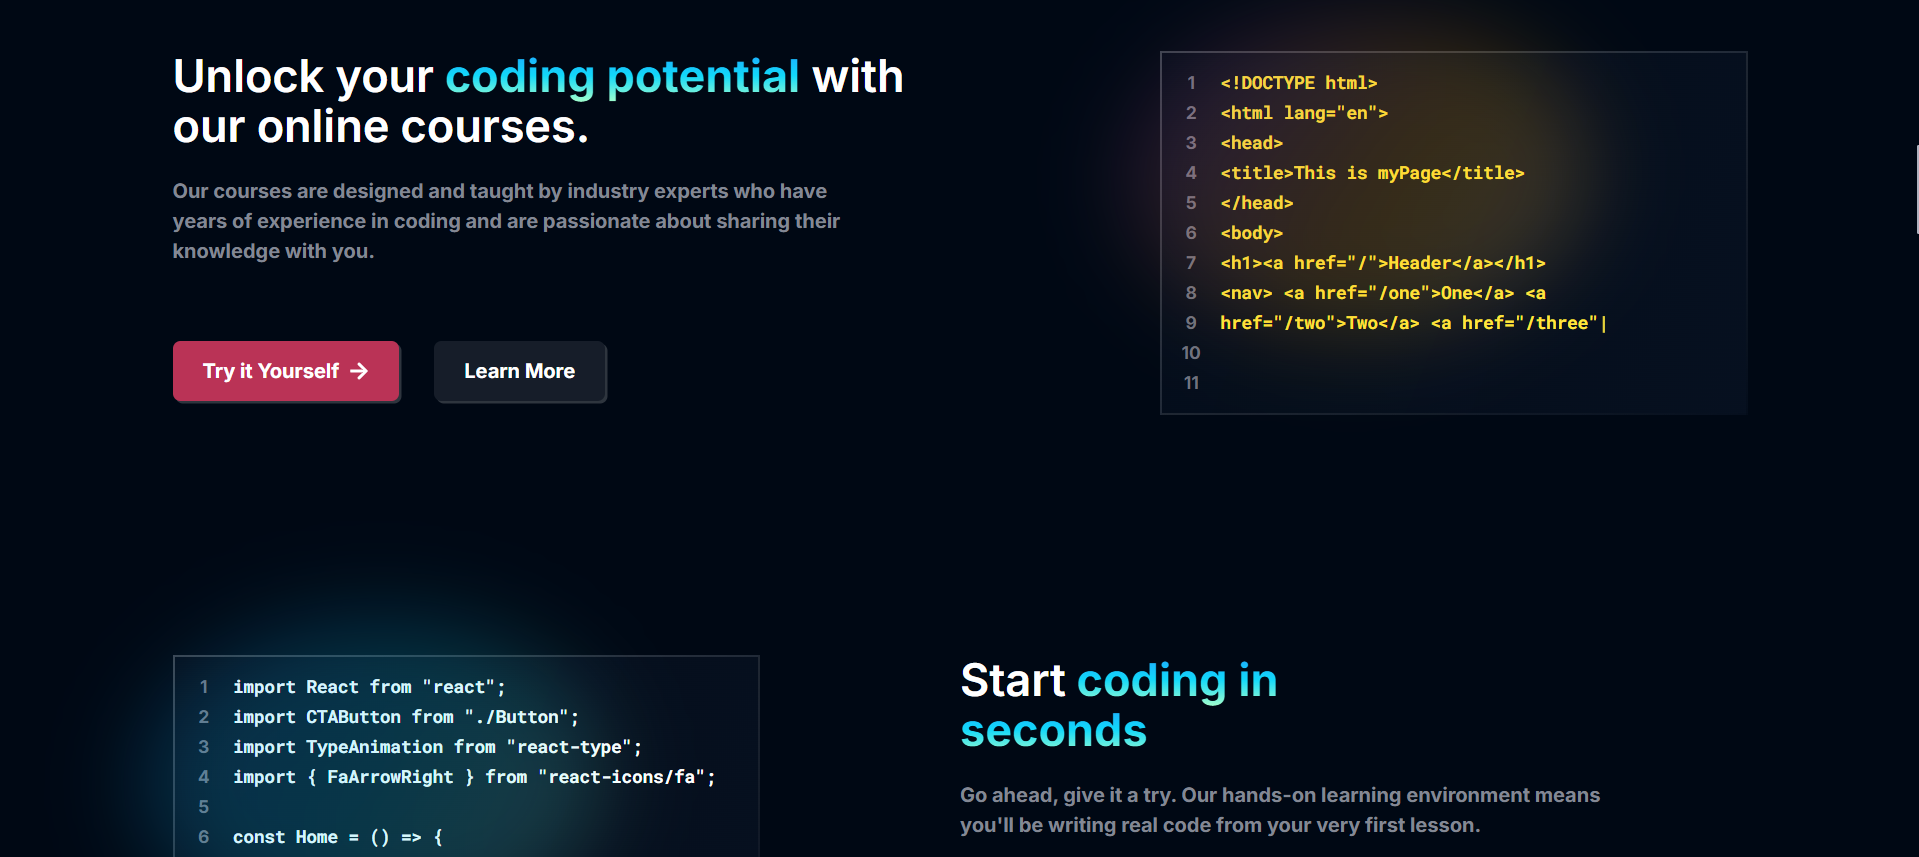 Unlock your coding potential with
our online courses.
Our courses are designed and taught by industry experts who have
years of experience in coding and are passionate about sharing their
knowledge with you.
Try it Yourself →
Learn More
1 <!DOCTYPE html>
2 <html lang="en">
3 <head>
4 <title>This is myPage</title>
5 </head>
6 <body>
7 <h1><a href="/">Header</a></h1>
8 <nav> <a href="/one">One</a> <a
9 href="/two">Two</a> <a href="/three"|
10
11
1 import React from "react";
2 import CTAButton from "./Button";
3 import TypeAnimation from "react-type";
4 import { FaArrowRight } from "react-icons/fa";
5
6 const Home = () => {
Start coding in
seconds
Go ahead, give it a try. Our hands-on learning environment means
you'll be writing real code from your very first lesson.